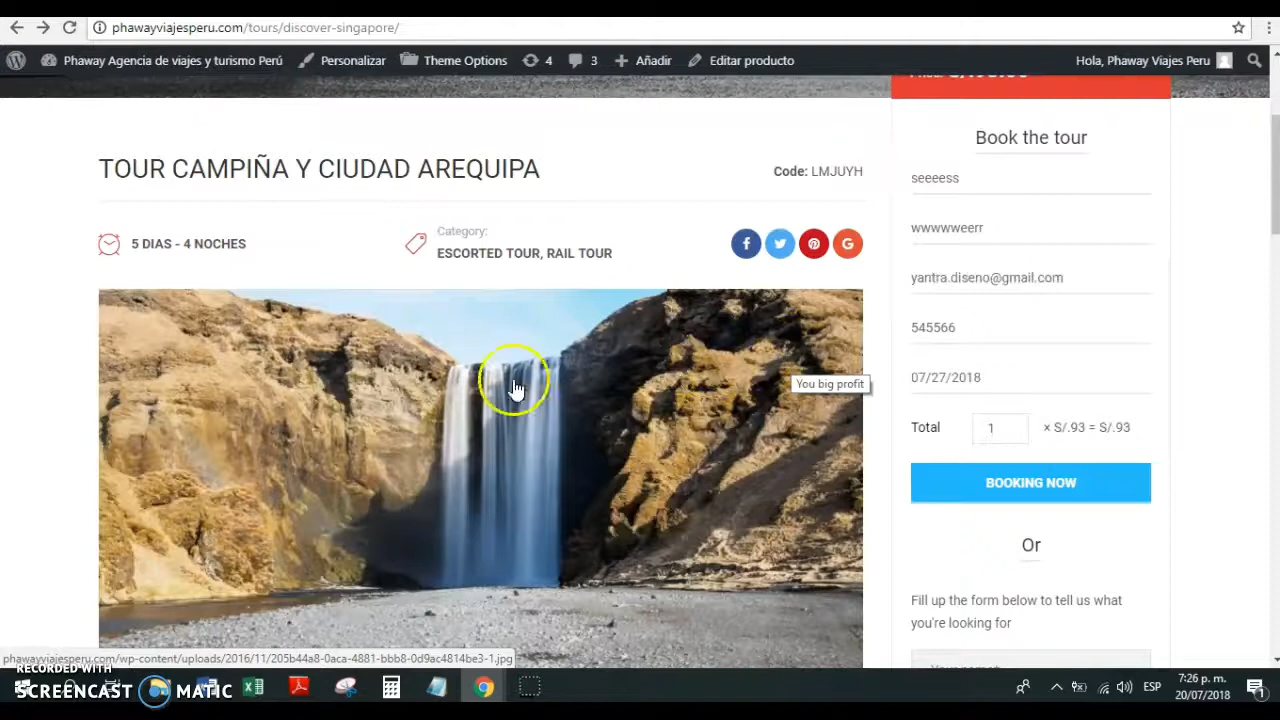 phawayviajesperu.com/tours/discover-singapore/
Phaway Agencia de viajes y turismo Perú Personalizar Theme Options 4 3 Añadir Editar producto Hola, Phaway Viajes Peru
Book the tour
TOUR CAMPIÑA Y CIUDAD AREQUIPA
Code: LMJUYH
seeeess
5 DIAS - 4 NOCHES
Category:
ESCORTED TOUR, RAIL TOUR
f G
wwwwweerr
yantra.diseno@gmail.com
545566
You big profit
07/27/2018
Total 1 × S/.93 = S/.93
BOOKING NOW
Or
Fill up the form below to tell us what
you're looking for
phawayviajesperu.com/wp-content/uploads/2016/11/205b44a8-0aca-4881-bbb8-0d9ac4814be3-1.jpg
RECORDED WITH
SCREENCAST MATIC
ESP
7:26 p. m.
20/07/2018
1